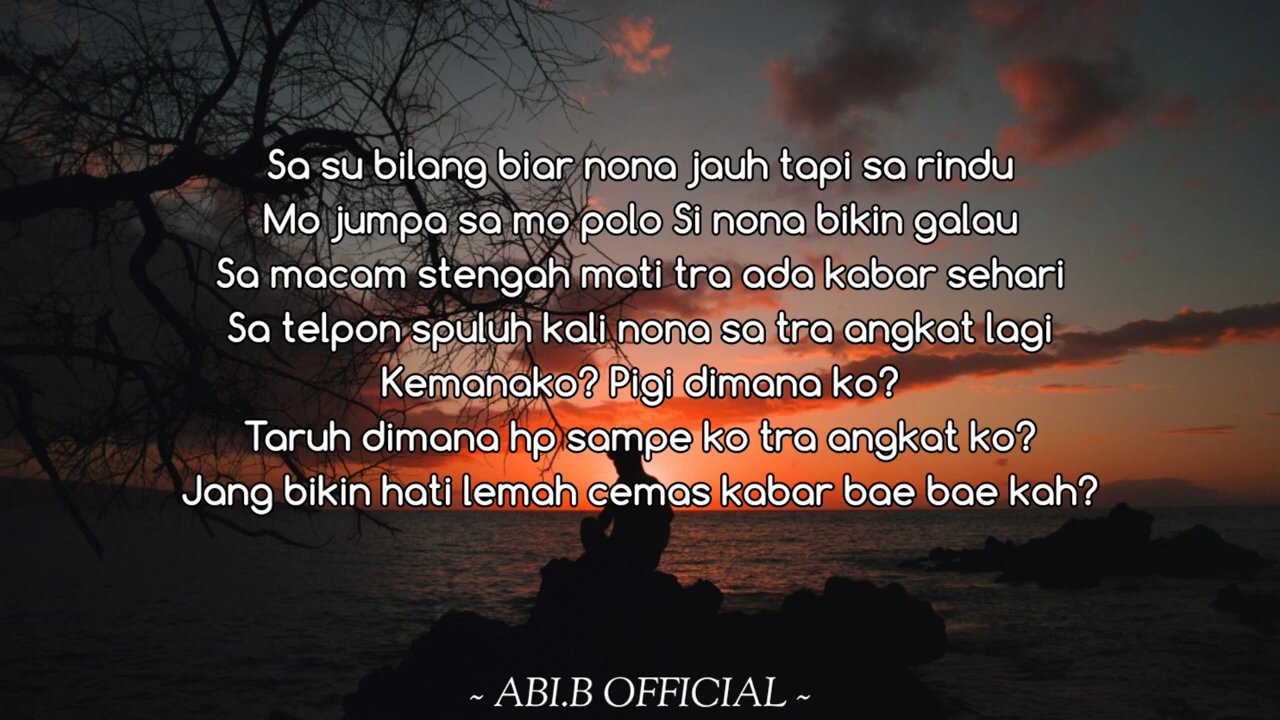 Sa su bilang biar nona jauh tapi sa rindu
Mo jumpa sa mo polo Si nona bikin galau
Sa macam stengah mati tra ada kabar sehari
Sa telpon spuluh kali nona sa tra angkat lagi
Kemanako? Pigi dimana ko?
Taruh dimana hp sampe ko tra angkat ko?
Jang bikin hati lemah cemas kabar bae bae kah?
~ ABI.B OFFICIAL ~